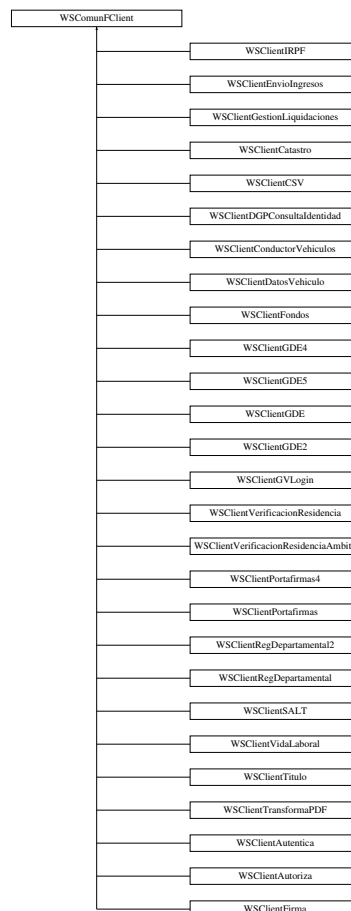 WSComunFClient
WSClientIRPF
WSClientEnvioIngresos
WSClientGestionLiquidaciones
WSClientCatastro
WSClientCSV
WSClientDGPConsultaIdentidad
WSClientConductorVehiculos
WSClientDatosVehiculo
WSClientFondos
WSClientGDE4
WSClientGDE5
WSClientGDE
WSClientGDE2
WSClientGVLogin
WSClientVerificacionResidencia
WSClientVerificacionResidenciaAmbit
WSClientPortafirmas4
WSClientPortafirmas
WSClientRegDepartamental2
WSClientRegDepartamental
WSClientSALT
WSClientVidaLaboral
WSClientTitulo
WSClientTransformaPDF
WSClientAutentica
WSClientAutoriza
WSClientFirma